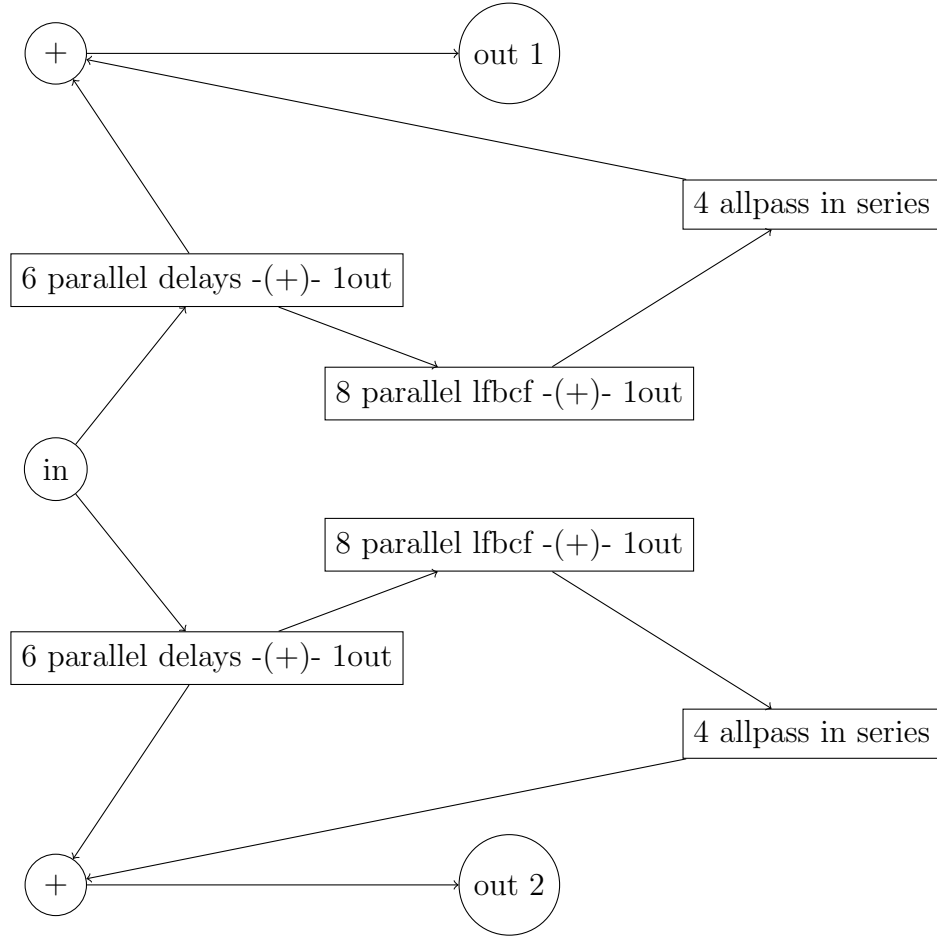 +
out 1
4 allpass in series
6 parallel delays -(+)- 1out
8 parallel lfbcf -(+)- 1out
in
8 parallel lfbcf -(+)- 1out
6 parallel delays -(+)- 1out
4 allpass in series
+
out 2